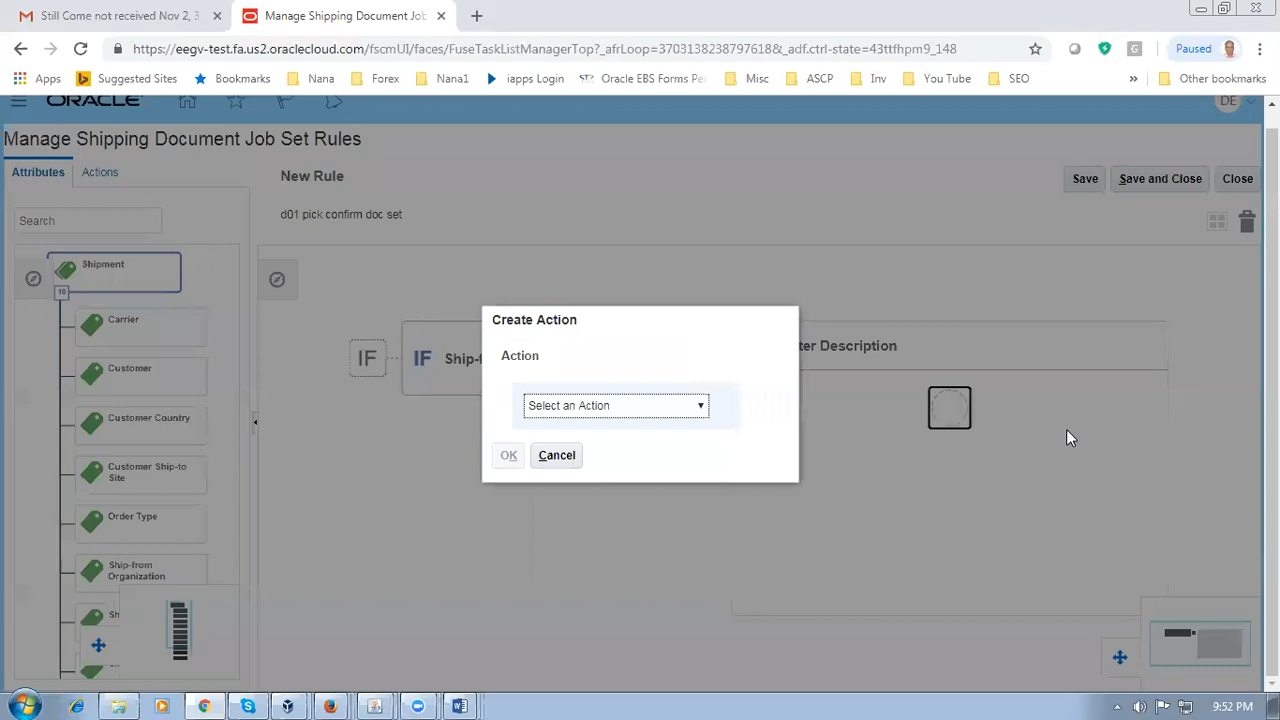 Still Come not received Nov 2, 3
Manage Shipping Document Job
https://eegv-test.fa.us2.oraclecloud.com/fscmUI/faces/FuseTaskListManagerTop?_afrLoop=3703138238797618&_adf.ctrl-state=43ttfhpm9_148
Paused
Apps
Suggested Sites
Bookmarks
Nana
Forex
Nana1
iapps Login
Oracle EBS Forms Pe
Misc
ASCP
Inv
You Tube
SEO
Other bookmarks
ORACLE
DE
Manage Shipping Document Job Set Rules
Attributes
Actions
New Rule
Save
Save and Close
Close
d01 pick confirm doc set
Search
Shipment
10
Carrier
Customer
Customer Country
Customer Ship-to
Site
Order Type
Ship-from
Organization
Sh
IF
IF
Ship-f
ter Description
Create Action
Action
Select an Action
OK
Cancel
9:52 PM